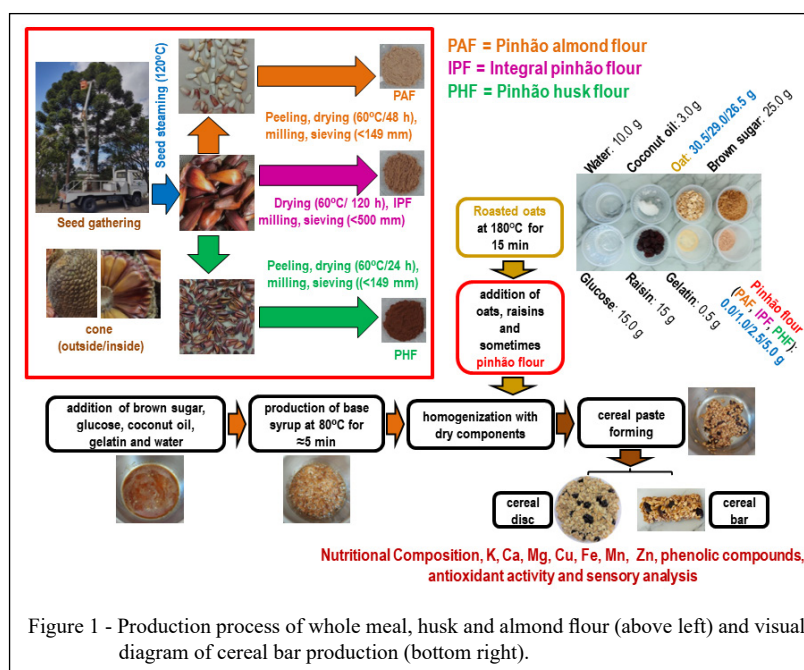 PAF = Pinhão almond flour
IPF = Integral pinhão flour
PHF = Pinhão husk flour
Seed steaming (120ºC)
Seed gathering
cone
(outside/inside)
PAF
Peeling, drying (60ºC/48 h),
milling, sieving (<149 mm)
Drying (60ºC/ 120 h), IPF
milling, sieving (<500 mm)
Peeling, drying (60ºC/24 h),
milling, sieving ((<149 mm)
PHF
Water: 10.0 g
Coconut oil: 3.0 g
Oat: 30.5/29.0/26.5 g
Brown sugar: 25.0 g
Glucose: 15.0 g
Raisin: 15 g
Gelatin: 0.5 g
Pinhão flour
(PAF, IPF, PHF):
0.0/1.0/2.5/5.0 g
Roasted oats
at 180ºC for
15 min
addition of
oats, raisins
and
sometimes
pinhão flour
addition of brown sugar,
glucose, coconut oil,
gelatin and water
production of base
syrup at 80ºC for
≈5 min
homogenization with
dry components
cereal paste
forming
cereal
disc
cereal
bar
Nutritional Composition, K, Ca, Mg, Cu, Fe, Mn, Zn, phenolic compounds,
antioxidant activity and sensory analysis
Figure 1 - Production process of whole meal, husk and almond flour (above left) and visual
diagram of cereal bar production (bottom right).